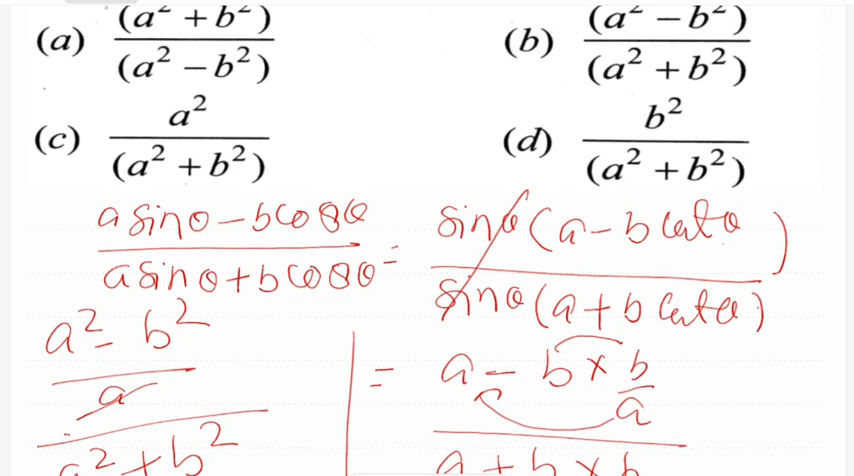 (a) (a² + b²) / (a² − b²)
(b) (a² − b²) / (a² + b²)
(c) a² / (a² + b²)
(d) b² / (a² + b²)
a sinθ − b cosθ / a sinθ + b cosθ = sinθ (a − b cotθ) / sinθ (a + b cotθ)
a² − b² / a
a² + b²
= a − b × b/a
a + b × b